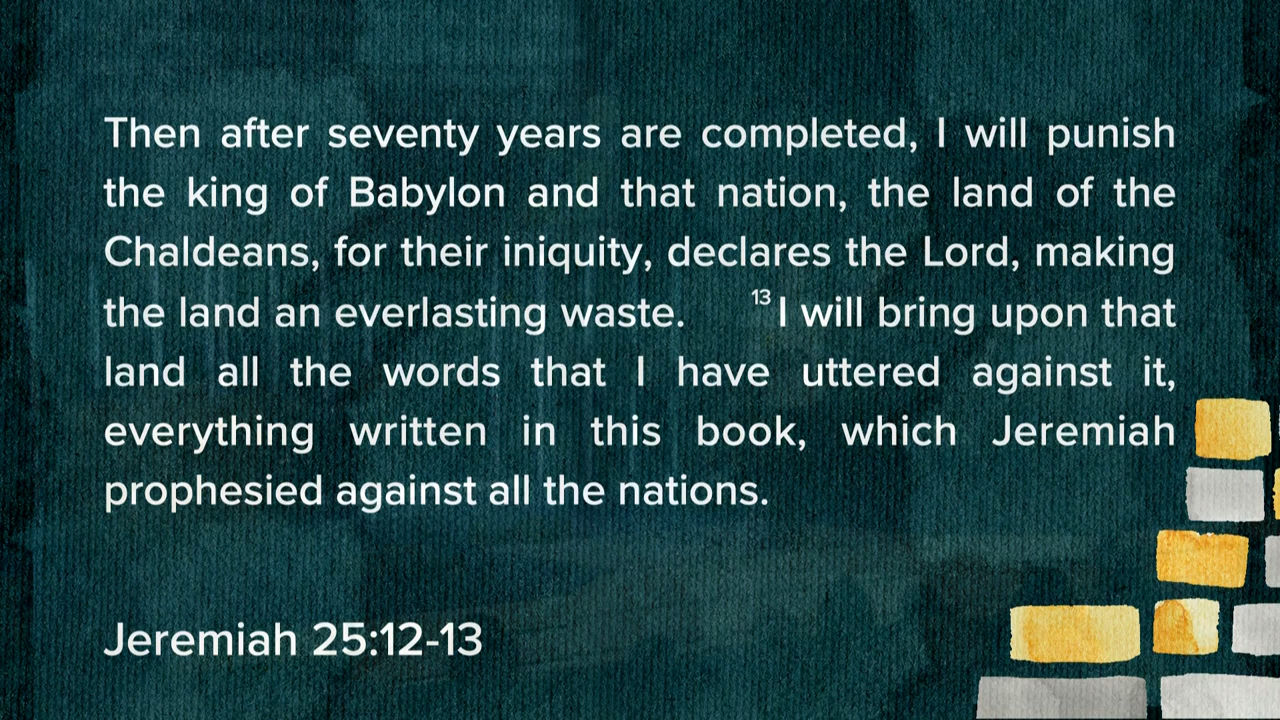 Then after seventy years are completed, I will punish
the king of Babylon and that nation, the land of the
Chaldeans, for their iniquity, declares the Lord, making
the land an everlasting waste. 13 I will bring upon that
land all the words that I have uttered against it,
everything written in this book, which Jeremiah
prophesied against all the nations.
Jeremiah 25:12-13